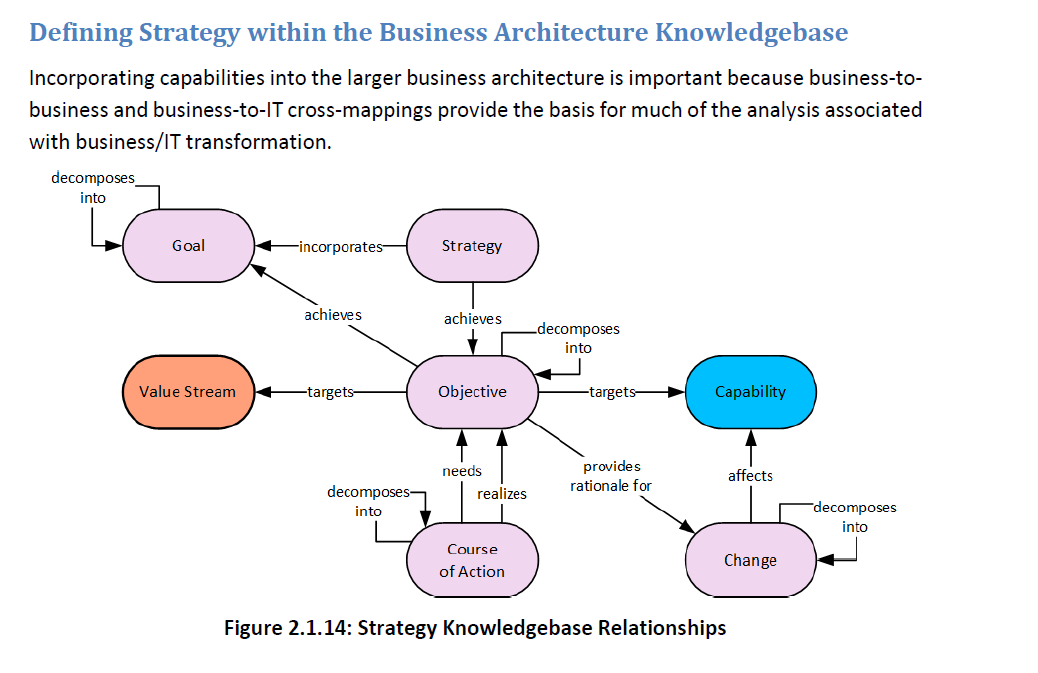 Defining Strategy within the Business Architecture Knowledgebase
Incorporating capabilities into the larger business architecture is important because business-to-
business and business-to-IT cross-mappings provide the basis for much of the analysis associated
with business/IT transformation.
decomposes
into
Goal
incorporates
Strategy
achieves
achieves
decomposes
into
Value Stream
targets
Objective
targets
Capability
needs
realizes
provides
rationale for
affects
decomposes
into
decomposes
into
Course
of Action
Change
Figure 2.1.14: Strategy Knowledgebase Relationships